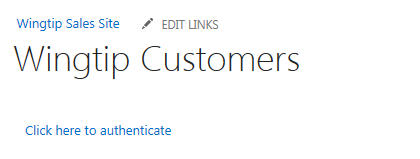 Wingtip Sales Site EDIT LINKS
Wingtip Customers
Click here to authenticate